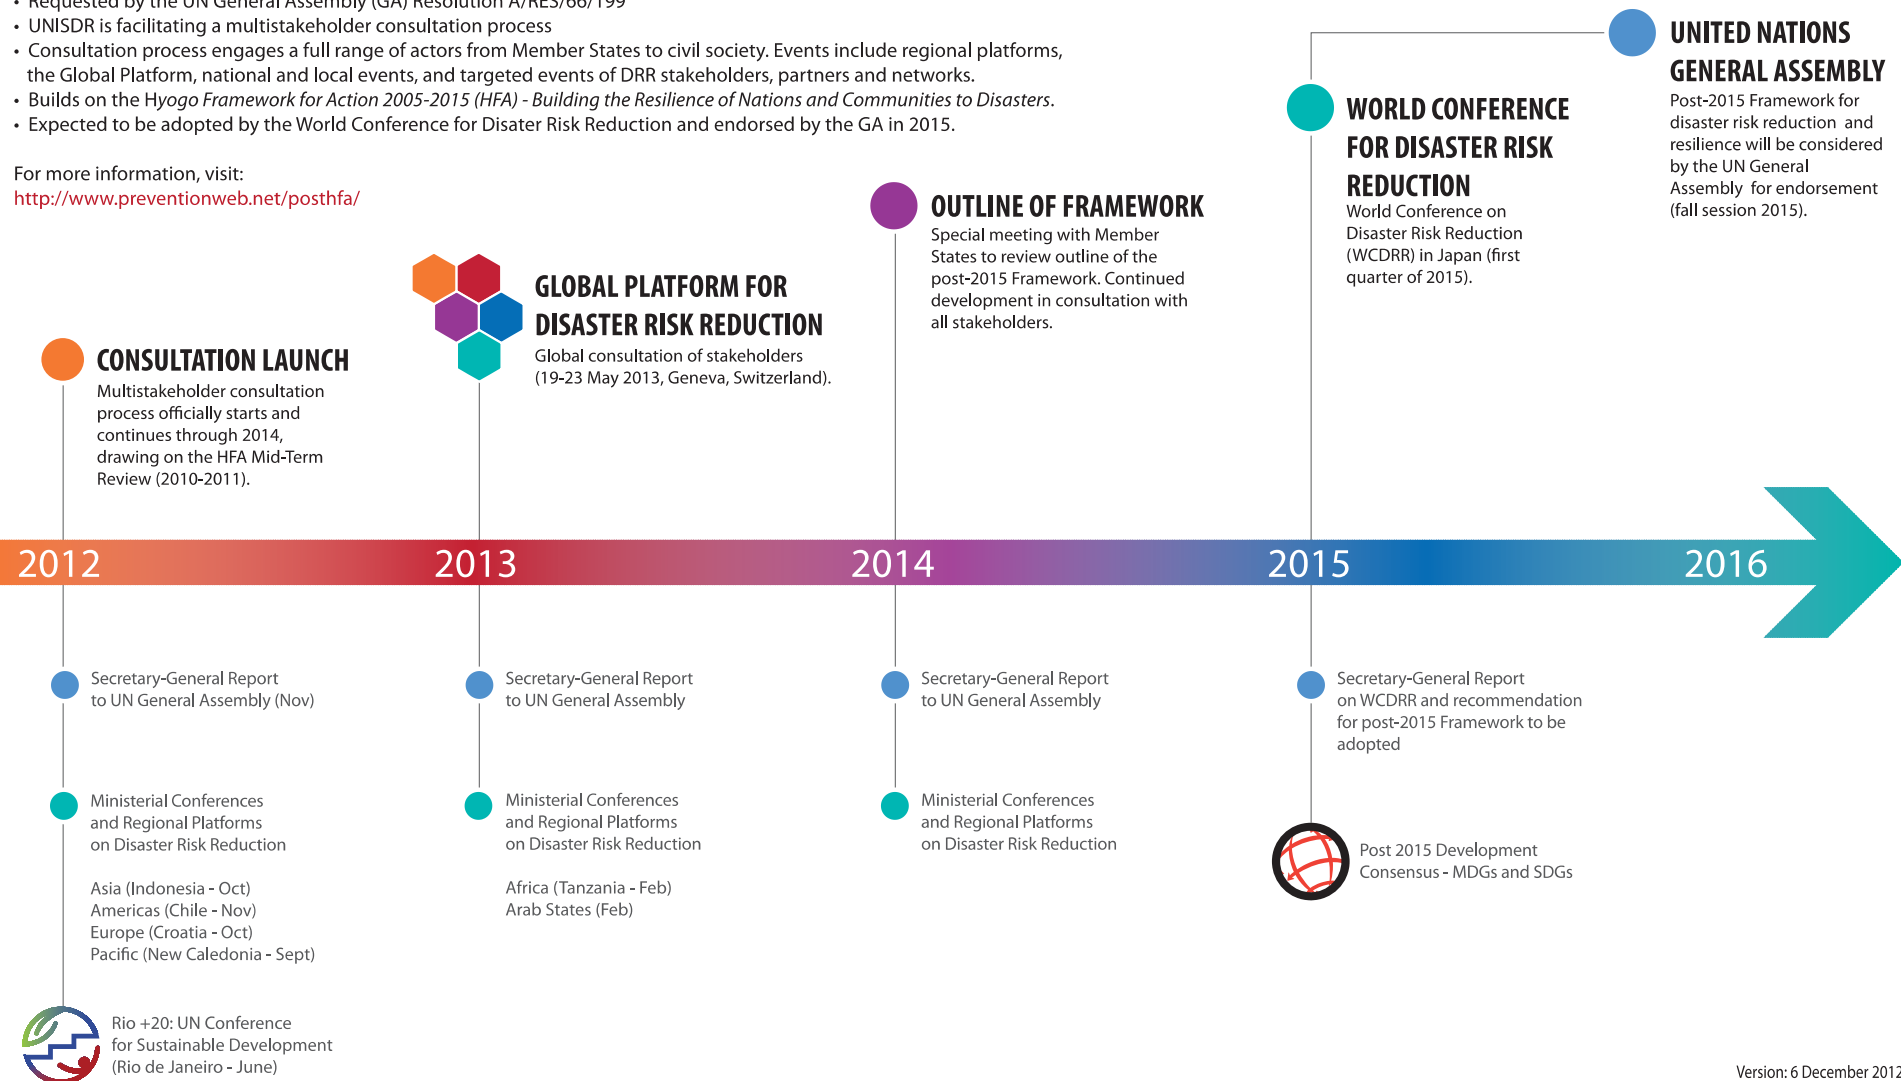 • Requested by the UN General Assembly (GA) Resolution A/RES/66/199
• UNISDR is facilitating a multistakeholder consultation process
• Consultation process engages a full range of actors from Member States to civil society. Events include regional platforms,
the Global Platform, national and local events, and targeted events of DRR stakeholders, partners and networks.
• Builds on the Hyogo Framework for Action 2005-2015 (HFA) - Building the Resilience of Nations and Communities to Disasters.
• Expected to be adopted by the World Conference for Disater Risk Reduction and endorsed by the GA in 2015.
For more information, visit:
http://www.preventionweb.net/posthfa/
CONSULTATION LAUNCH
Multistakeholder consultation
process officially starts and
continues through 2014,
drawing on the HFA Mid-Term
Review (2010-2011).
GLOBAL PLATFORM FOR
DISASTER RISK REDUCTION
Global consultation of stakeholders
(19-23 May 2013, Geneva, Switzerland).
OUTLINE OF FRAMEWORK
Special meeting with Member
States to review outline of the
post-2015 Framework. Continued
development in consultation with
all stakeholders.
WORLD CONFERENCE
FOR DISASTER RISK
REDUCTION
World Conference on
Disaster Risk Reduction
(WCDRR) in Japan (first
quarter of 2015).
UNITED NATIONS
GENERAL ASSEMBLY
Post-2015 Framework for
disaster risk reduction and
resilience will be considered
by the UN General
Assembly for endorsement
(fall session 2015).
2012
2013
2014
2015
2016
Secretary-General Report
to UN General Assembly (Nov)
Ministerial Conferences
and Regional Platforms
on Disaster Risk Reduction
Asia (Indonesia - Oct)
Americas (Chile - Nov)
Europe (Croatia - Oct)
Pacific (New Caledonia - Sept)
Rio +20: UN Conference
for Sustainable Development
(Rio de Janeiro - June)
Secretary-General Report
to UN General Assembly
Ministerial Conferences
and Regional Platforms
on Disaster Risk Reduction
Africa (Tanzania - Feb)
Arab States (Feb)
Secretary-General Report
to UN General Assembly
Ministerial Conferences
and Regional Platforms
on Disaster Risk Reduction
Secretary-General Report
on WCDRR and recommendation
for post-2015 Framework to be
adopted
Post 2015 Development
Consensus - MDGs and SDGs
Version: 6 December 2012